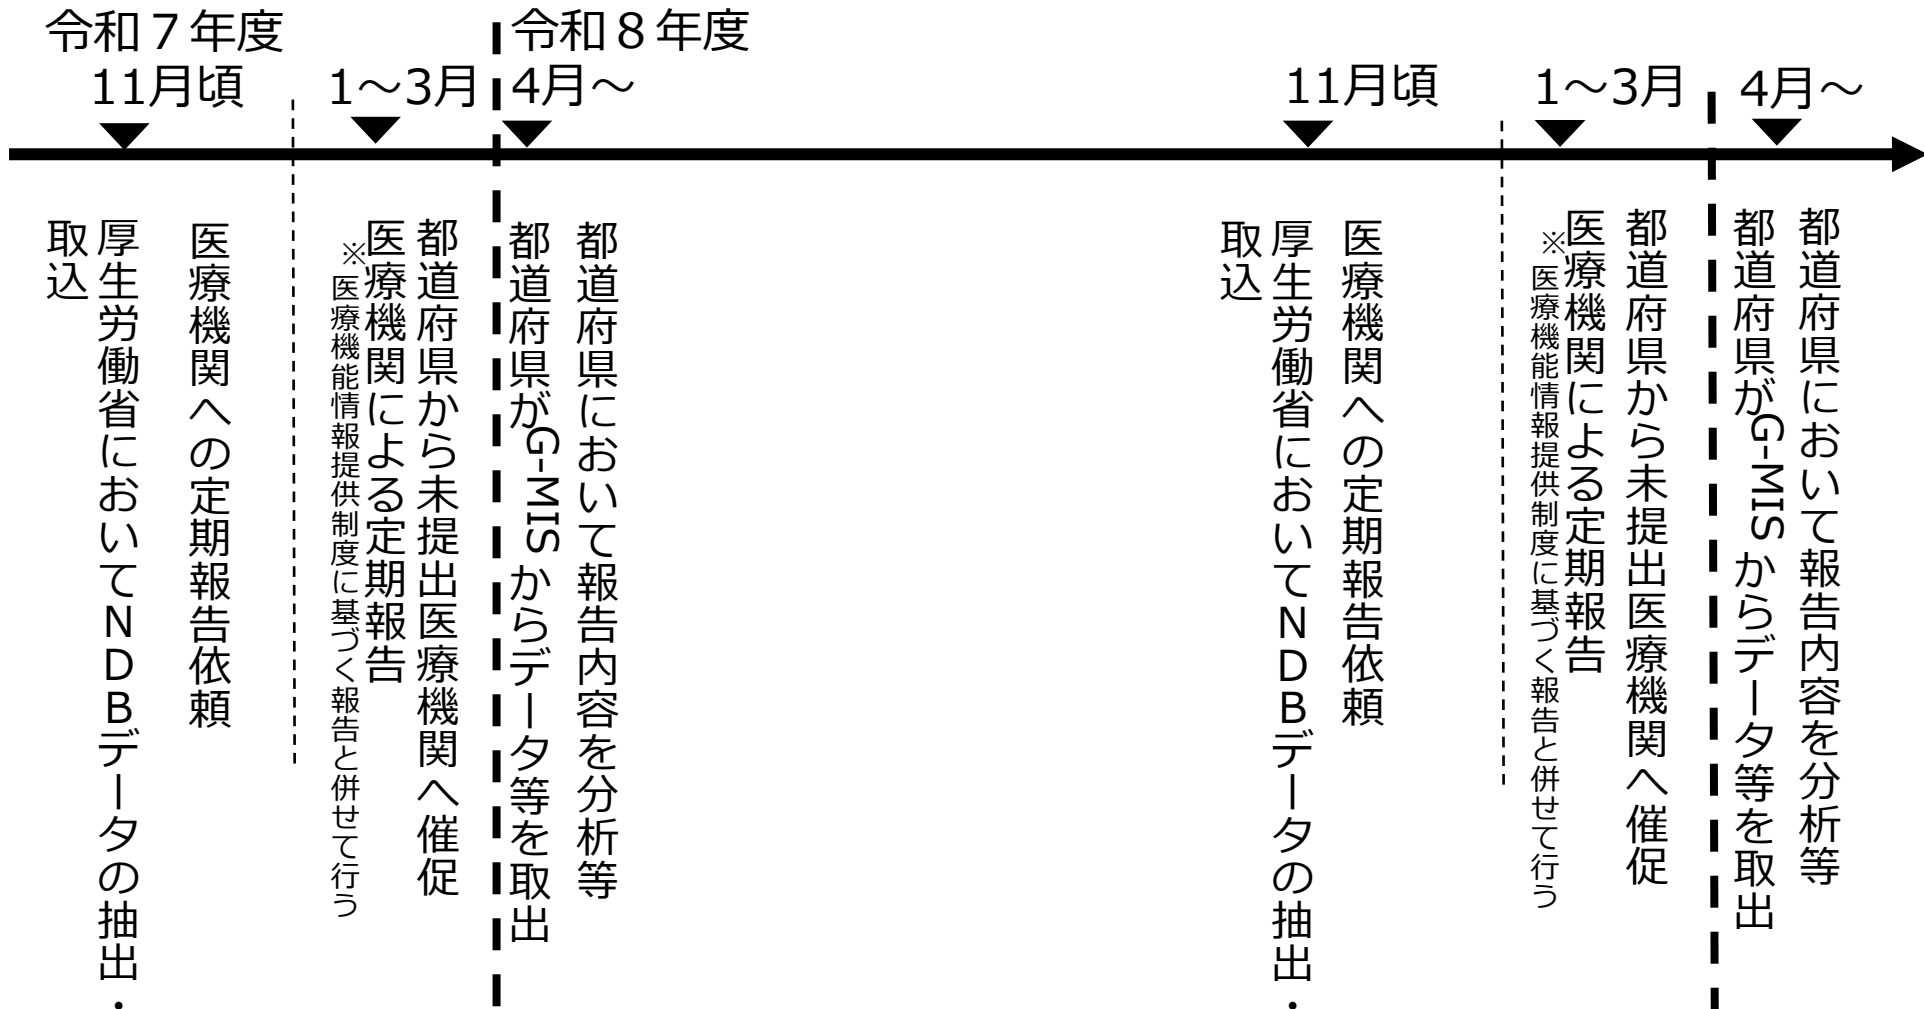 令和７年度
令和８年度
11月頃
1～3月
4月～
11月頃
1～3月
4月～
厚生労働省においてＮＤＢデータの抽出・
取込
医療機関への定期報告依頼
医療機関による定期報告
※医療機能情報提供制度に基づく報告と併せて行う
都道府県から未提出医療機関へ催促
都道府県がG-MISからデータ等を取出
都道府県において報告内容を分析等
厚生労働省においてＮＤＢデータの抽出・
取込
医療機関への定期報告依頼
医療機関による定期報告
※医療機能情報提供制度に基づく報告と併せて行う
都道府県から未提出医療機関へ催促
都道府県がG-MISからデータ等を取出
都道府県において報告内容を分析等